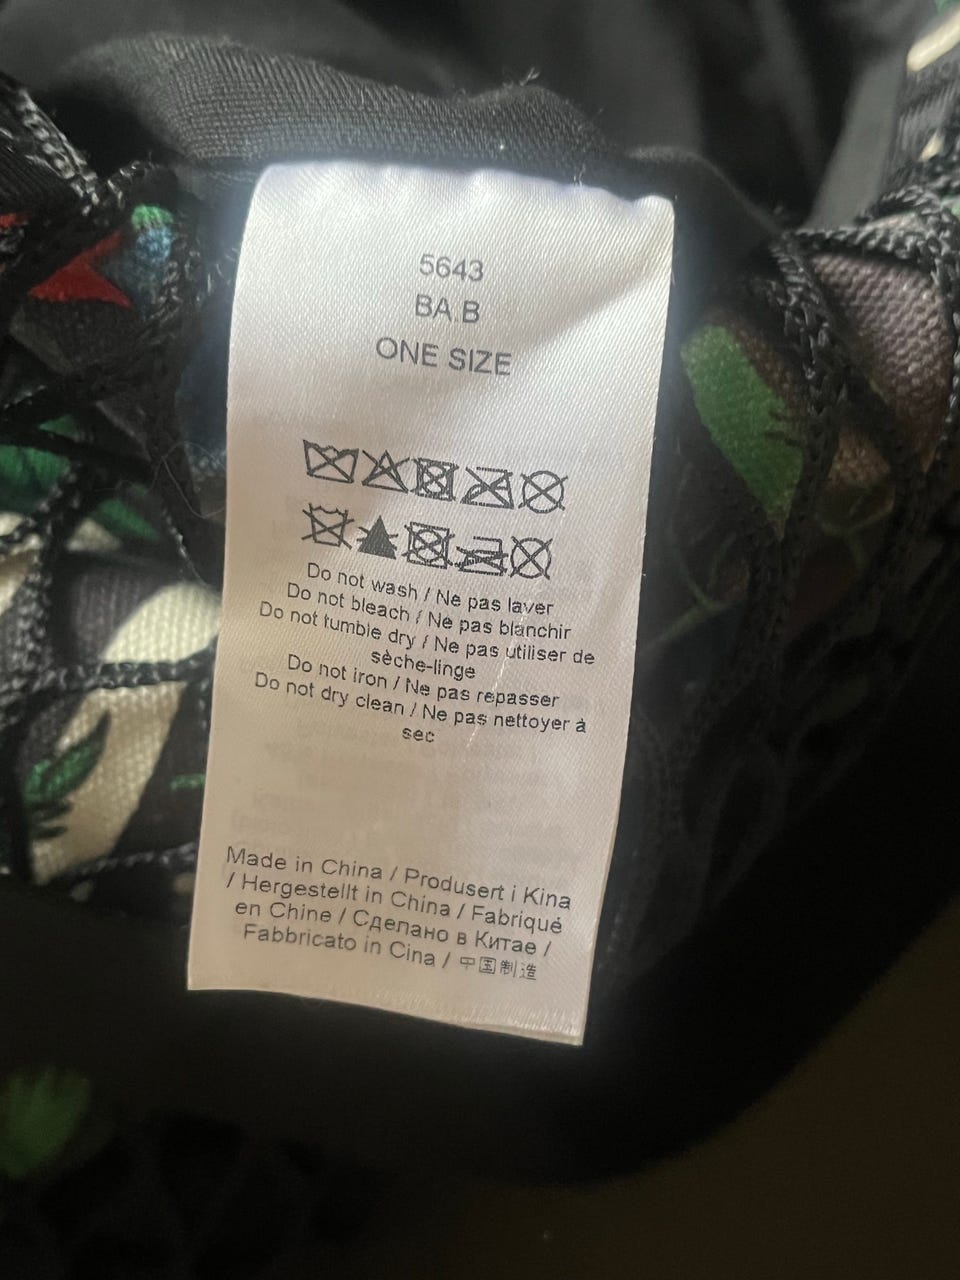 5643
BA.B
ONE SIZE
Do not wash / Ne pas laver
Do not bleach / Ne pas blanchir
Do not tumble dry / Ne pas utiliser de
sèche-linge
Do not iron / Ne pas repasser
Do not dry clean / Ne pas nettoyer à
sec
Made in China / Produsert i Kina
/ Hergestellt in China / Fabriqué
en Chine / Сделано в Китае /
Fabbricato in Cina / 中国制造